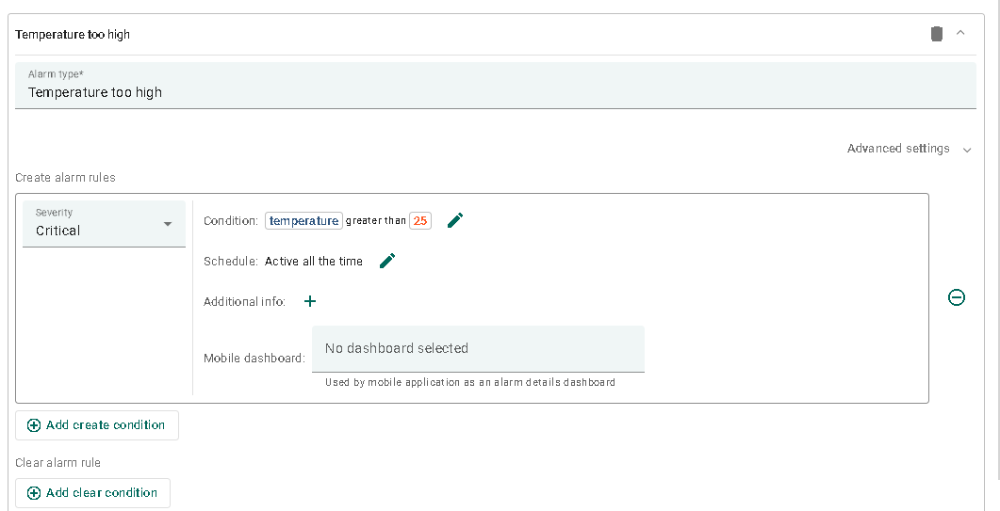 Temperature too high
Alarm type*
Temperature too high
Advanced settings
Create alarm rules
Severity
Critical
Condition: temperature greater than 25
Schedule: Active all the time
Additional info:
Mobile dashboard: No dashboard selected
Used by mobile application as an alarm details dashboard
Add create condition
Clear alarm rule
Add clear condition